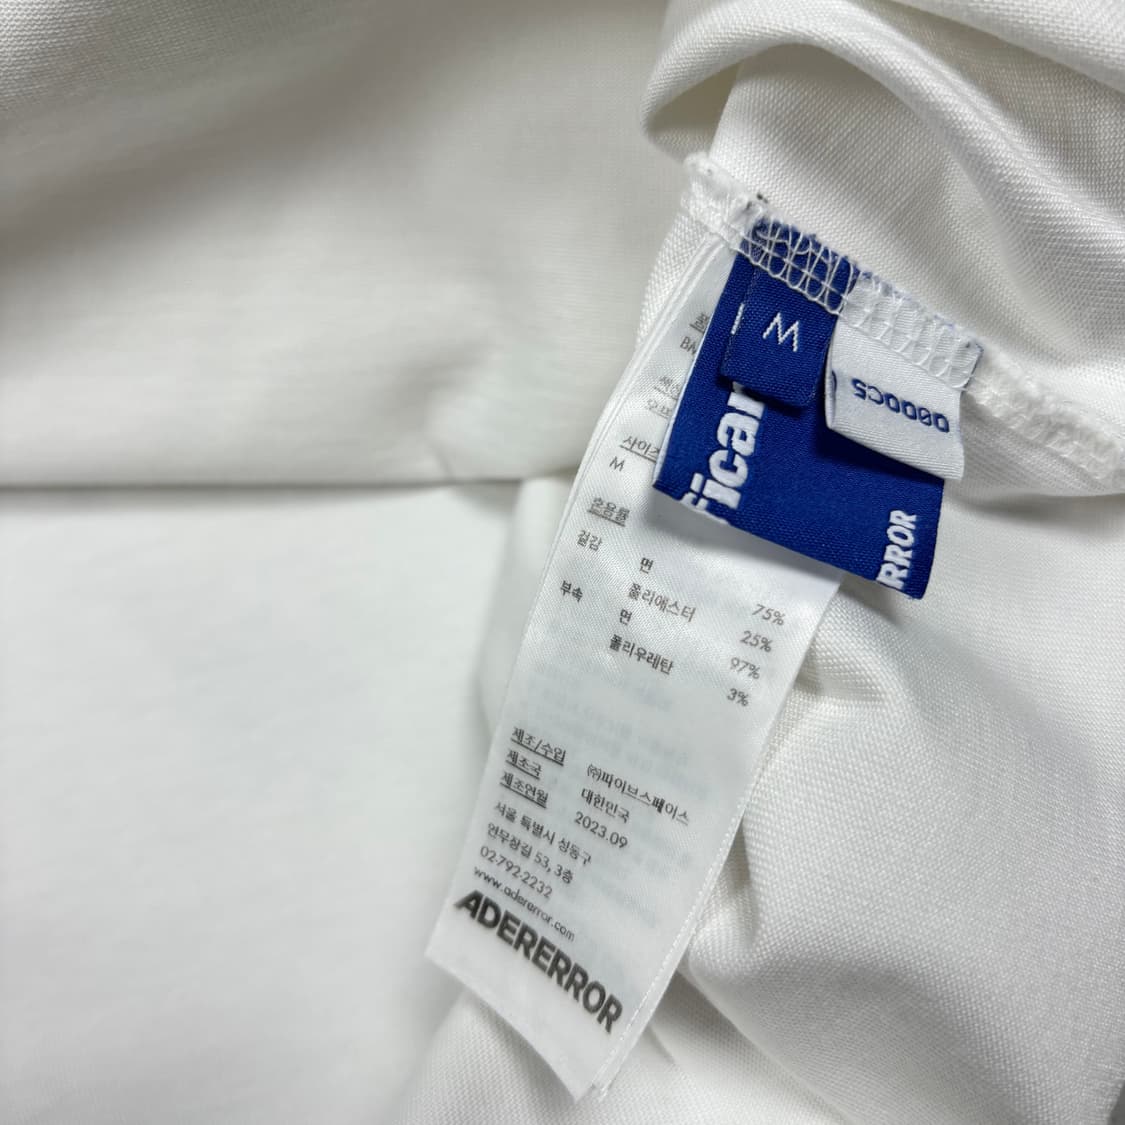 BM
사이즈
M
혼용률
겉감 면 75%
폴리에스터 25%
부속 면 97%
폴리우레탄 3%
제조/수입 ㈜파이브스페이스
제조국 대한민국
제조연월 2023.09
서울 특별시 성동구
연무장길 53, 3층
02-792-2232
www.adererror.com
ADERERROR
M
fican
RROR